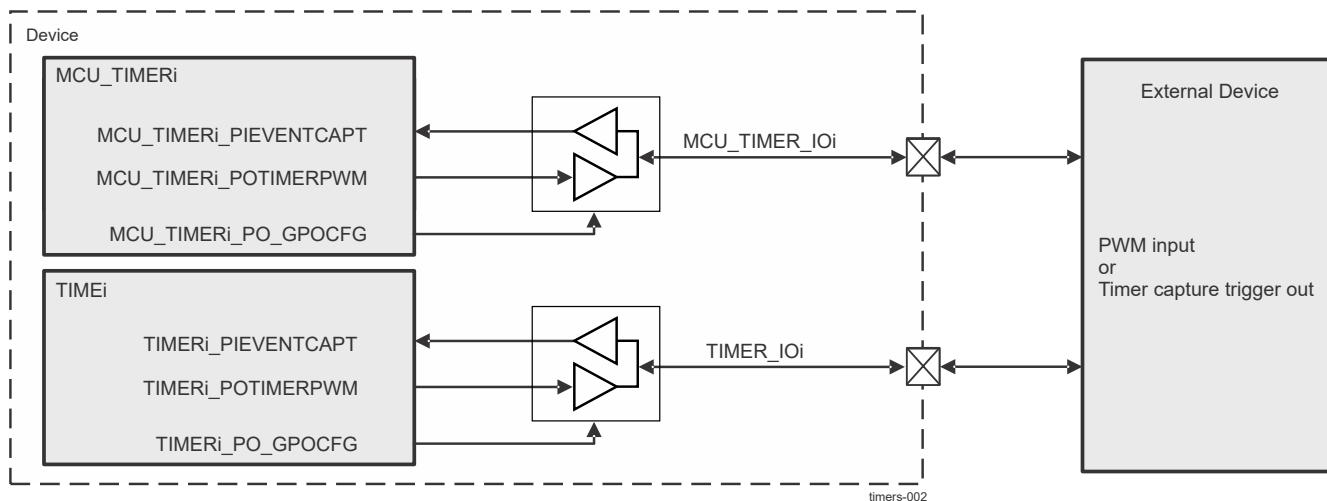 Device
MCU_TIMERi
MCU_TIMERi_PIEVENTCAPT
MCU_TIMERi_POTIMERPWM
MCU_TIMERi_PO_GPOCFG
MCU_TIMER_IOi
TIMEi
TIMERi_PIEVENTCAPT
TIMERi_POTIMERPWM
TIMERi_PO_GPOCFG
TIMER_IOi
External Device
PWM input
or
Timer capture trigger out
timers-002